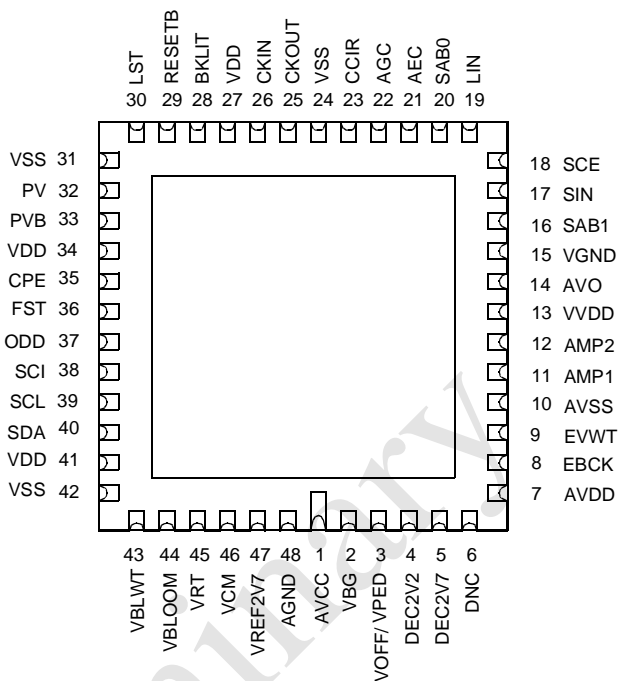 LST RESETB BKLIT VDD CKIN CKOUT VSS CCIR AGC AEC SAB0 LIN
30 29 28 27 26 25 24 23 22 21 20 19
VSS 31
PV 32
PVB 33
VDD 34
CPE 35
FST 36
ODD 37
SCI 38
SCL 39
SDA 40
VDD 41
VSS 42
18 SCE
17 SIN
16 SAB1
15 VGND
14 AVO
13 VVDD
12 AMP2
11 AMP1
10 AVSS
9 EVWT
8 EBCK
7 AVDD
43 44 45 46 47 48 1 2 3 4 5 6
VBLWT VBLOOM VRT VCM VREF2V7 AGND AVCC VBG VOFF/ VPED DEC2V2 DEC2V7 DNC